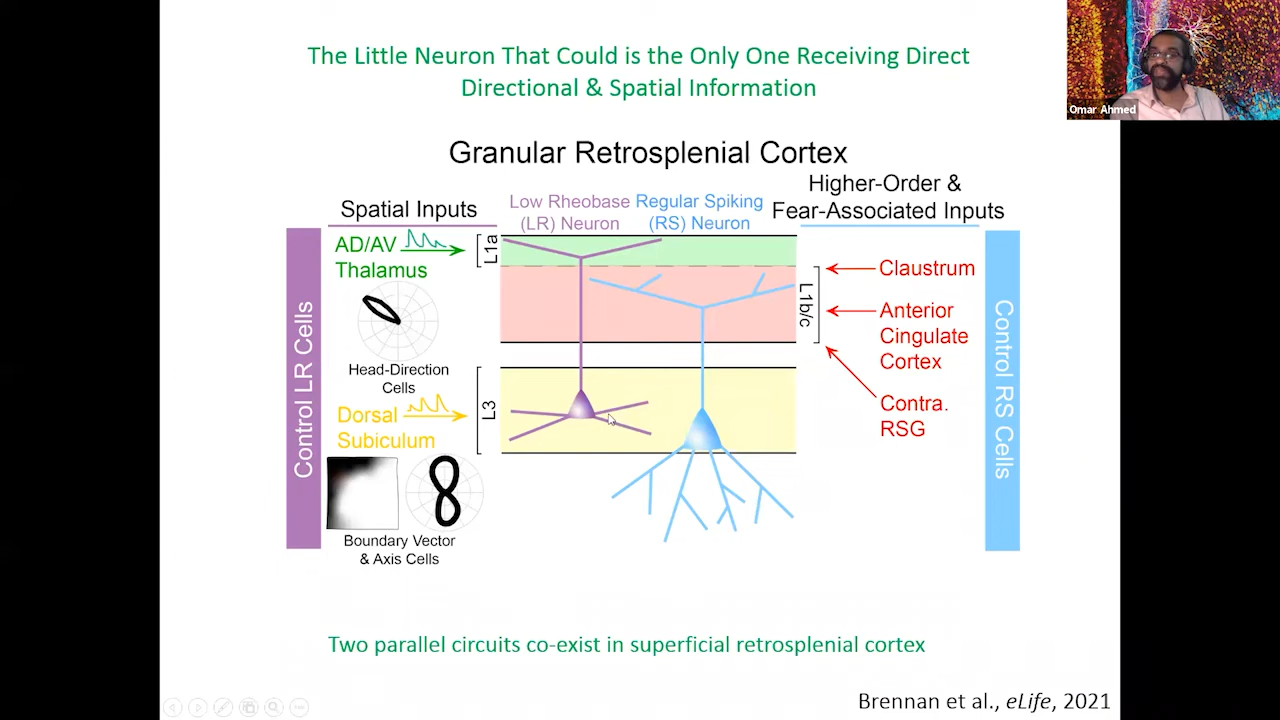 The Little Neuron That Could is the Only One Receiving Direct
Directional & Spatial Information
Omar Ahmed
Granular Retrosplenial Cortex
Spatial Inputs
Low Rheobase
(LR) Neuron
Regular Spiking
(RS) Neuron
Higher-Order &
Fear-Associated Inputs
Control LR Cells
AD/AV
Thalamus
Head-Direction
Cells
Dorsal
Subiculum
Boundary Vector
& Axis Cells
L1a
L3
L1b/c
Claustrum
Anterior
Cingulate
Cortex
Contra.
RSG
Control RS Cells
Two parallel circuits co-exist in superficial retrosplenial cortex
Brennan et al., eLife, 2021